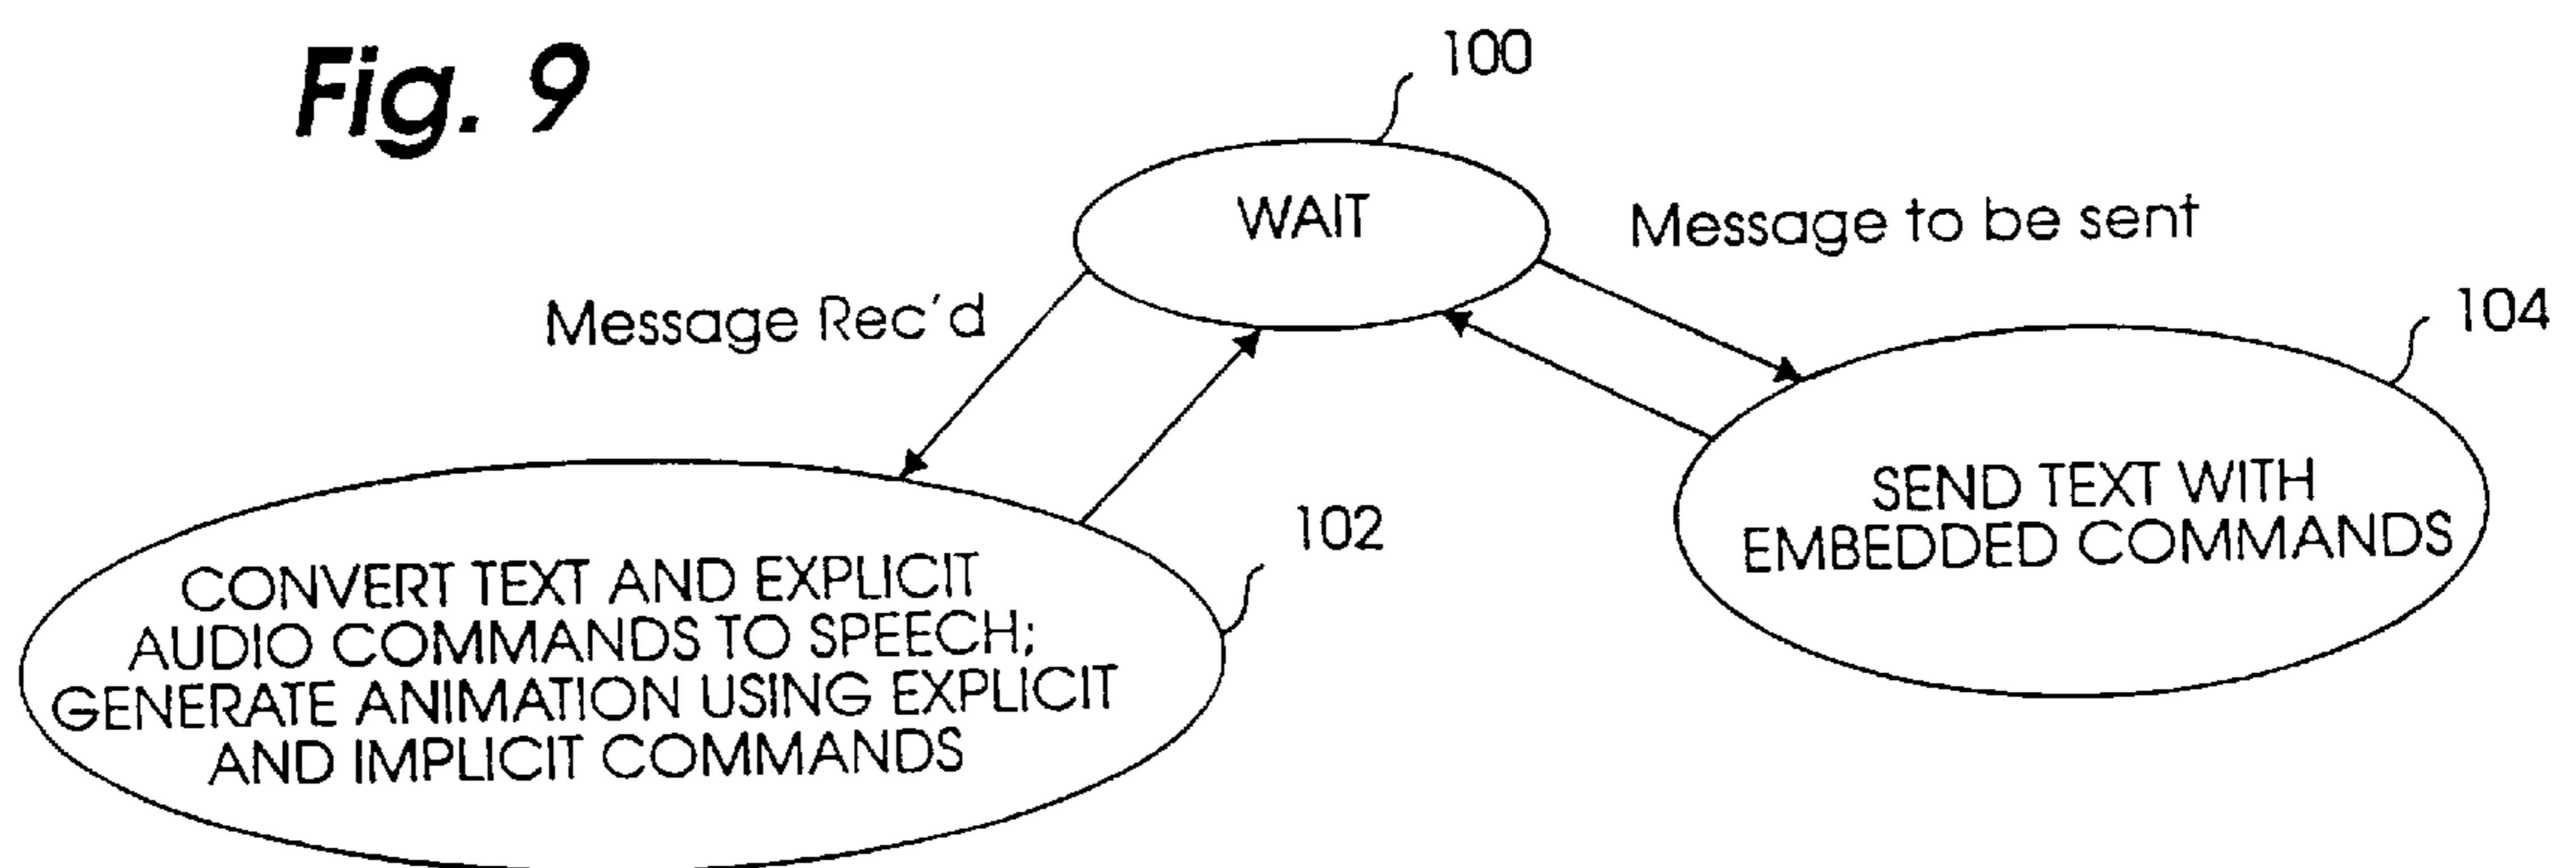 Fig. 9
100
WAIT
Message to be sent
Message Rec'd
104
SEND TEXT WITH
EMBEDDED COMMANDS
102
CONVERT TEXT AND EXPLICIT
AUDIO COMMANDS TO SPEECH;
GENERATE ANIMATION USING EXPLICIT
AND IMPLICIT COMMANDS